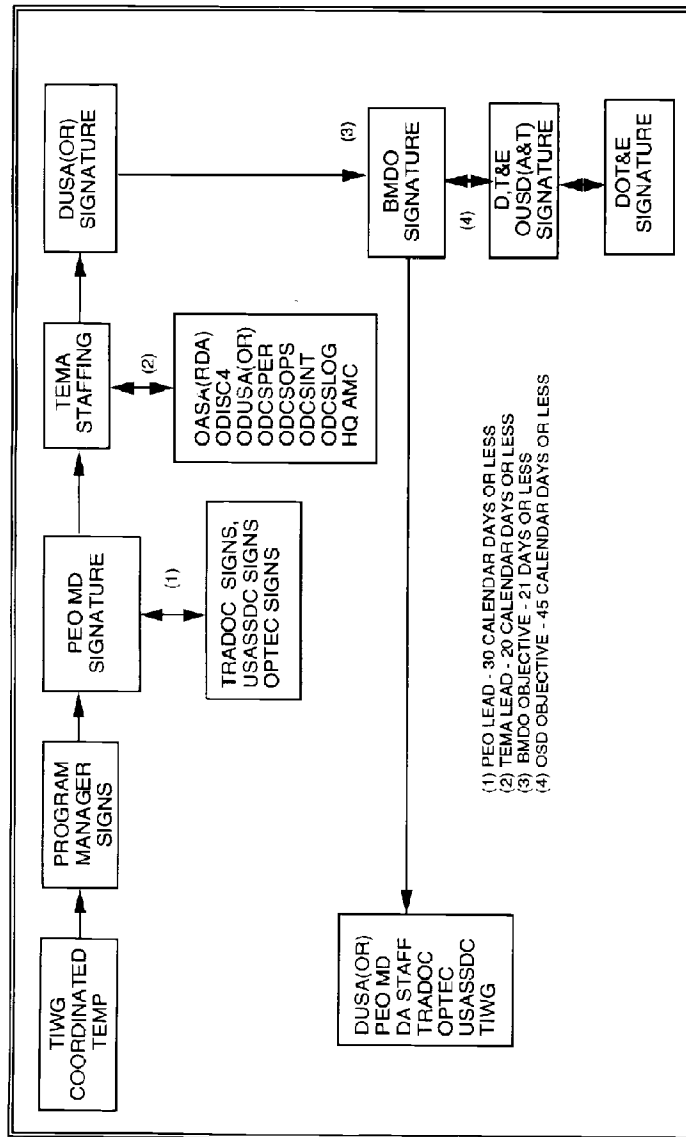 TIWG
COORDINATED
TEMP
PROGRAM
MANAGER
SIGNS
PEO MD
SIGNATURE
TEMA
STAFFING
DUSA(OR)
SIGNATURE
(1)
TRADOC SIGNS,
USASSDC SIGNS
OPTEC SIGNS
(2)
OASA(RDA)
ODISC4
ODUSA(OR)
ODCSPER
ODCSOPS
ODCSINT
ODCSLOG
HQ AMC
(3)
BMDO
SIGNATURE
(4)
D,T&E
OUSD(A&T)
SIGNATURE
DOT&E
SIGNATURE
DUSA(OR)
PEO MD
DA STAFF
TRADOC
OPTEC
USASSDC
TIWG
(1) PEO LEAD - 30 CALENDAR DAYS OR LESS
(2) TEMA LEAD - 20 CALENDAR DAYS OR LESS
(3) BMDO OBJECTIVE - 21 DAYS OR LESS
(4) OSD OBJECTIVE - 45 CALENDAR DAYS OR LESS